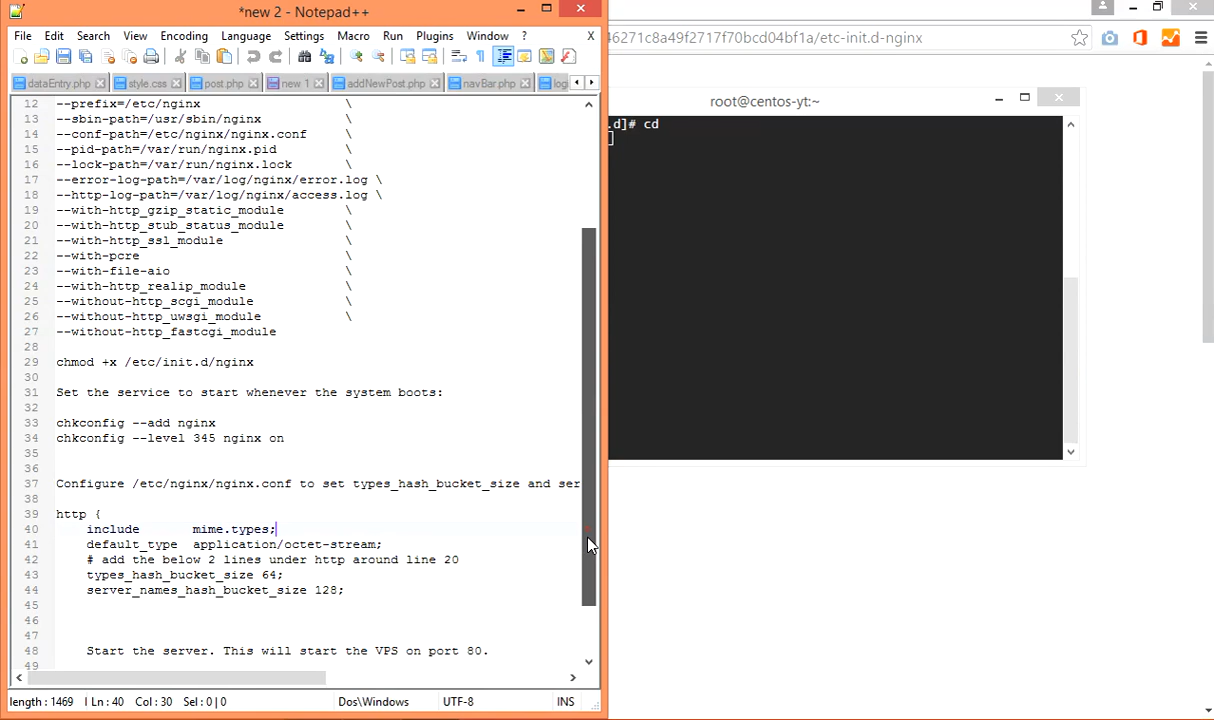 *new 2 - Notepad++
File Edit Search View Encoding Language Settings Macro Run Plugins Window ? X
dataEntry.php style.css post.php new 1 addNewPost.php navBar.php
12 --prefix=/etc/nginx \
13 --sbin-path=/usr/sbin/nginx \
14 --conf-path=/etc/nginx/nginx.conf \
15 --pid-path=/var/run/nginx.pid \
16 --lock-path=/var/run/nginx.lock \
17 --error-log-path=/var/log/nginx/error.log \
18 --http-log-path=/var/log/nginx/access.log \
19 --with-http_gzip_static_module \
20 --with-http_stub_status_module \
21 --with-http_ssl_module \
22 --with-pcre \
23 --with-file-aio \
24 --with-http_realip_module \
25 --without-http_scgi_module \
26 --without-http_uwsgi_module \
27 --without-http_fastcgi_module
28
29 chmod +x /etc/init.d/nginx
30
31 Set the service to start whenever the system boots:
32
33 chkconfig --add nginx
34 chkconfig --level 345 nginx on
35
36
37 Configure /etc/nginx/nginx.conf to set types_hash_bucket_size and ser
38
39 http {
40 include mime.types;
41 default_type application/octet-stream;
42 # add the below 2 lines under http around line 20
43 types_hash_bucket_size 64;
44 server_names_hash_bucket_size 128;
45
46
47
48 Start the server. This will start the VPS on port 80.
49
length : 1469 l Ln : 40 Col : 30 Sel : 0 | 0 Dos\Windows UTF-8 INS
46271c8a49f2717f70bcd04bf1a/etc-init.d-nginx
root@centos-yt:~
.d]# cd